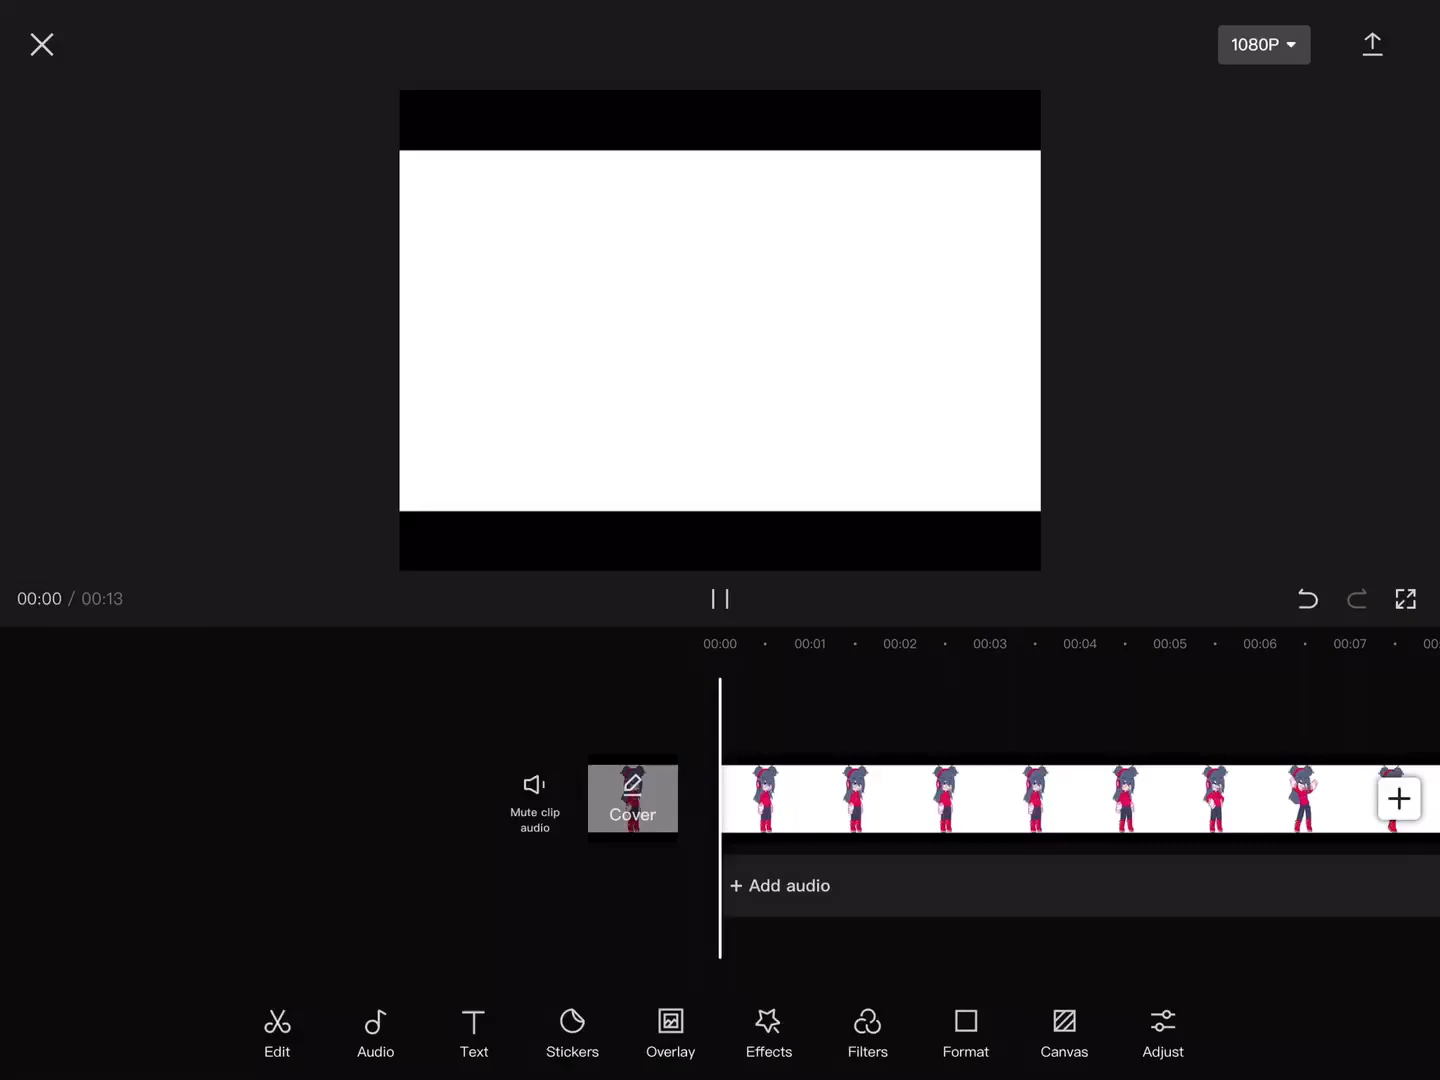 1080P
00:00 / 00:13
00:00 00:01 00:02 00:03 00:04 00:05 00:06 00:07 00:
Mute clip
audio
Cover
+ Add audio
Edit Audio Text Stickers Overlay Effects Filters Format Canvas Adjust